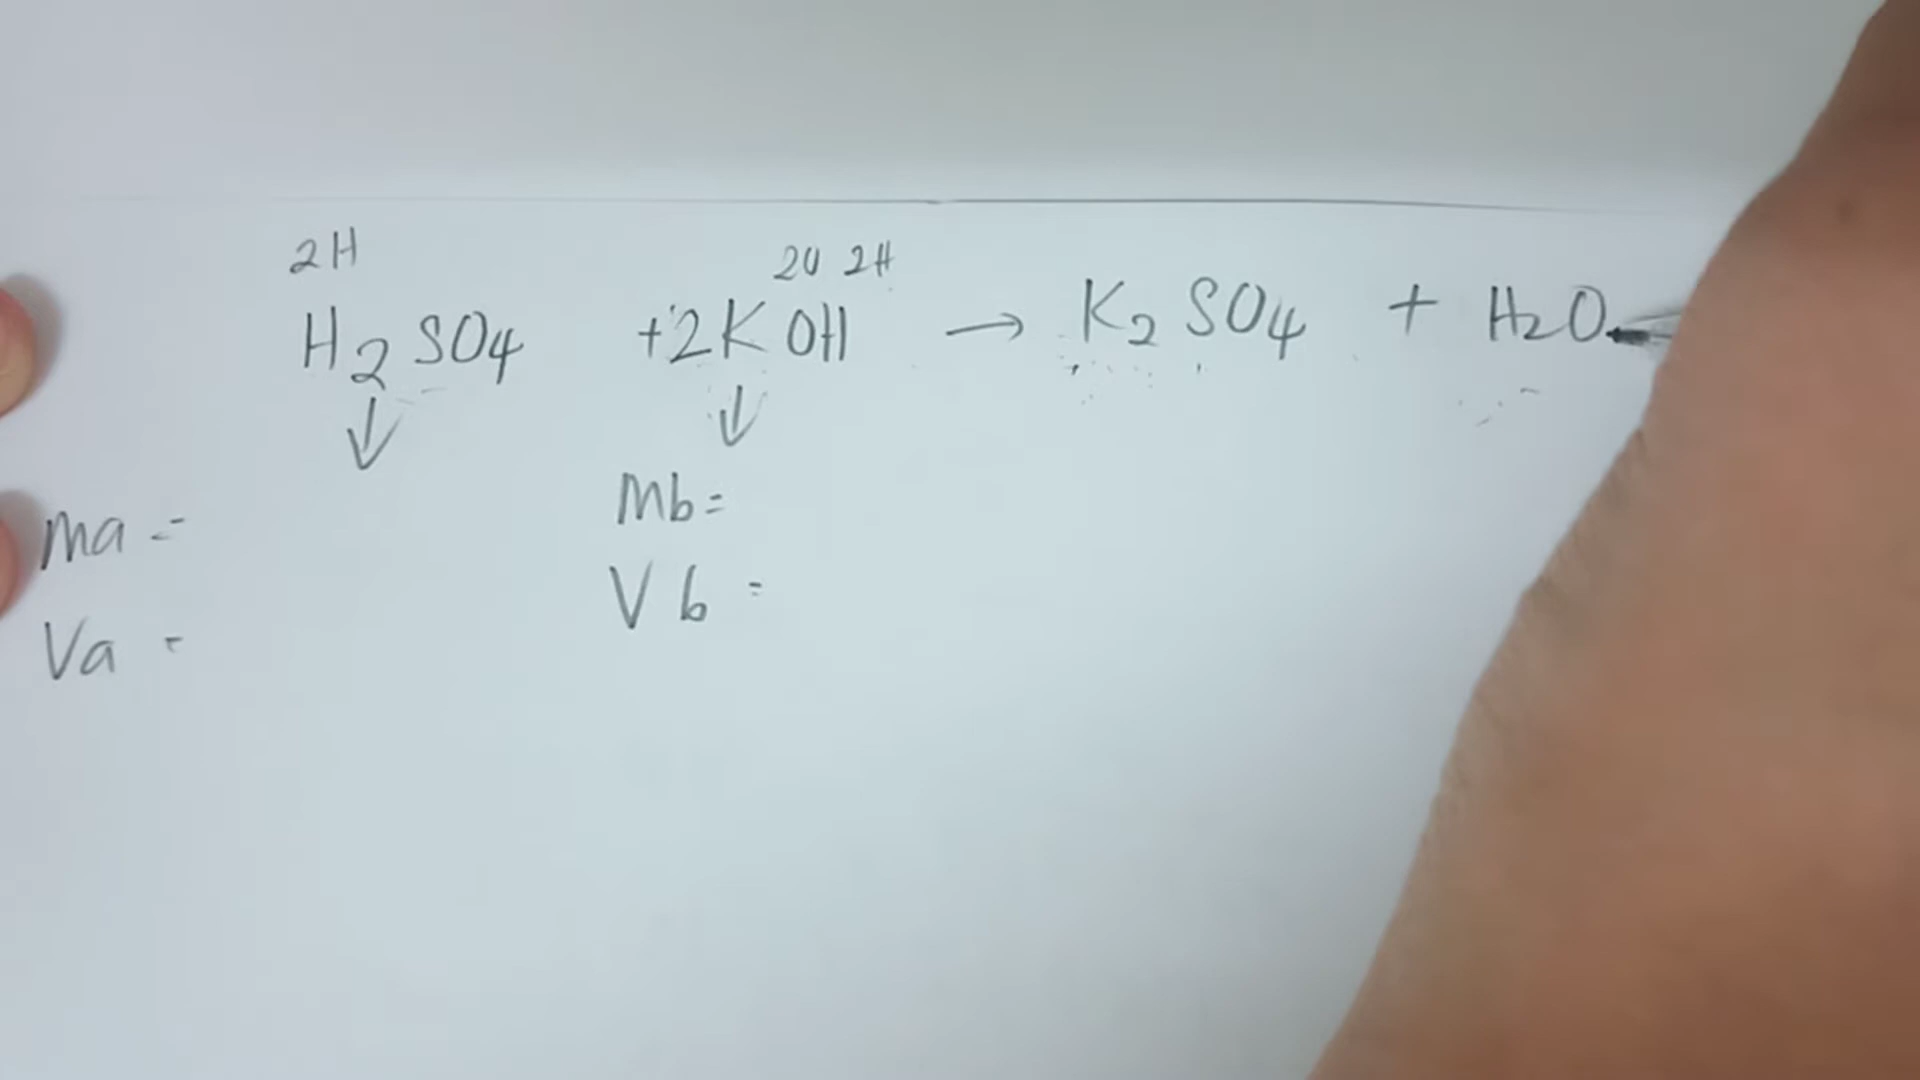 2H 2O 2H
H2SO4 +2KOH → K2SO4 + H2O
Mb=
Ma =
Vb =
Va =